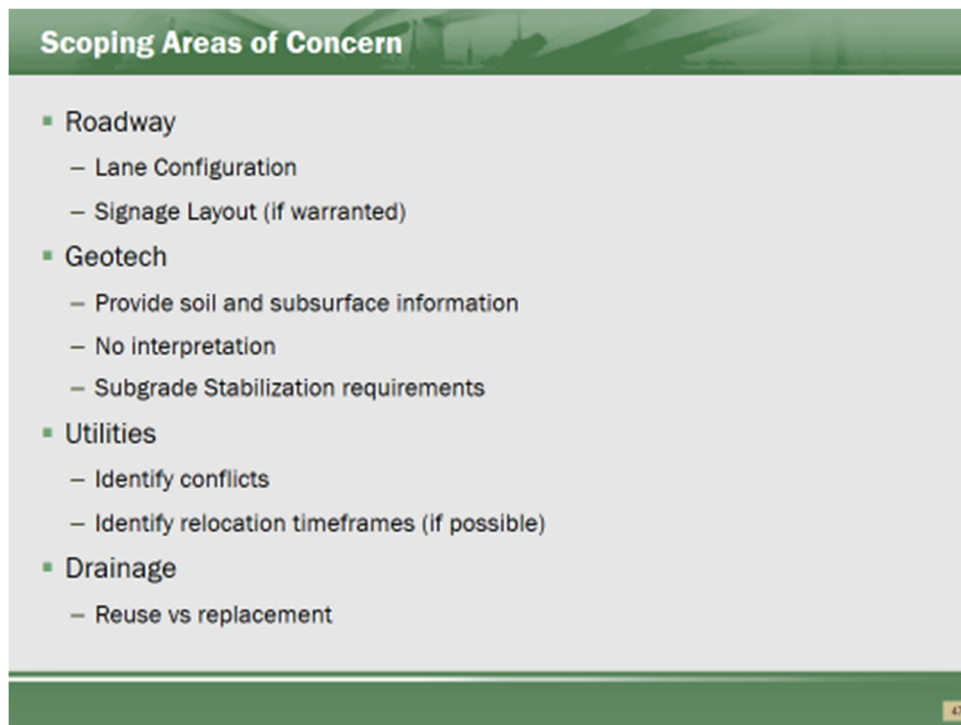 Scoping Areas of Concern
▪ Roadway
– Lane Configuration
– Signage Layout (if warranted)
▪ Geotech
– Provide soil and subsurface information
– No interpretation
– Subgrade Stabilization requirements
▪ Utilities
– Identify conflicts
– Identify relocation timeframes (if possible)
▪ Drainage
– Reuse vs replacement